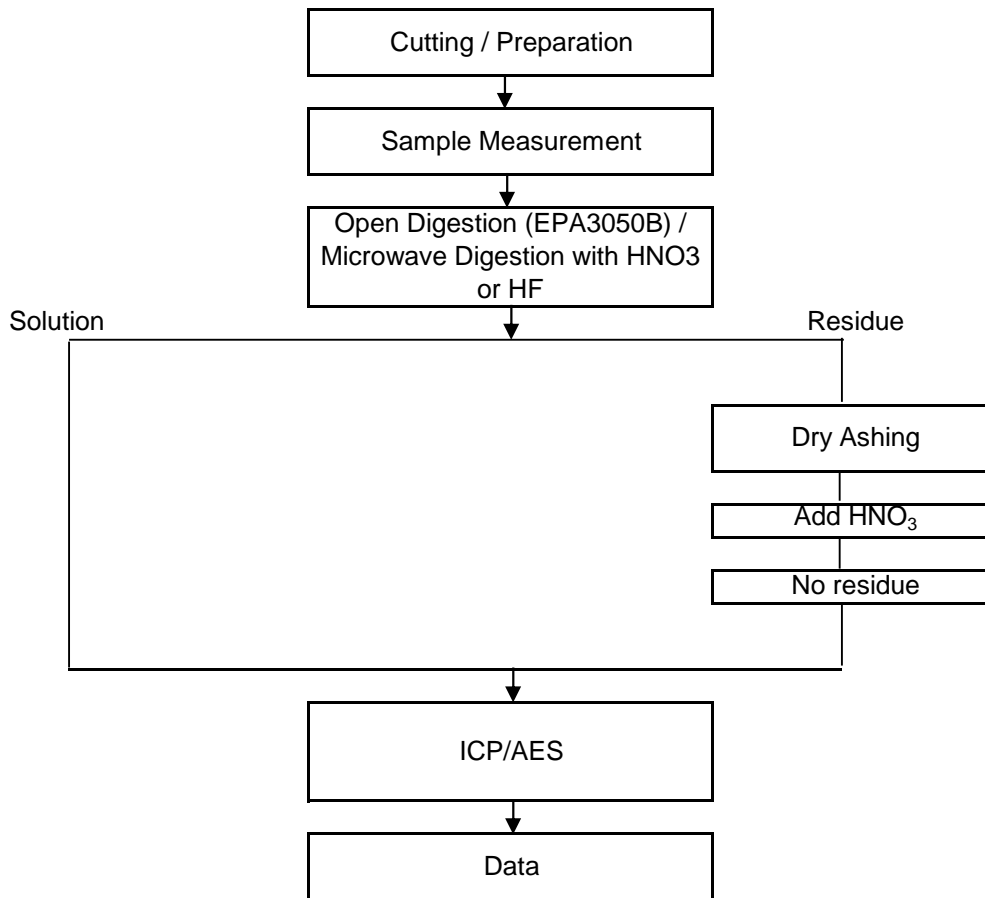 Cutting / Preparation
Sample Measurement
Open Digestion (EPA3050B) /
Microwave Digestion with HNO3
or HF
Solution
Residue
Dry Ashing
Add HNO₃
No residue
ICP/AES
Data